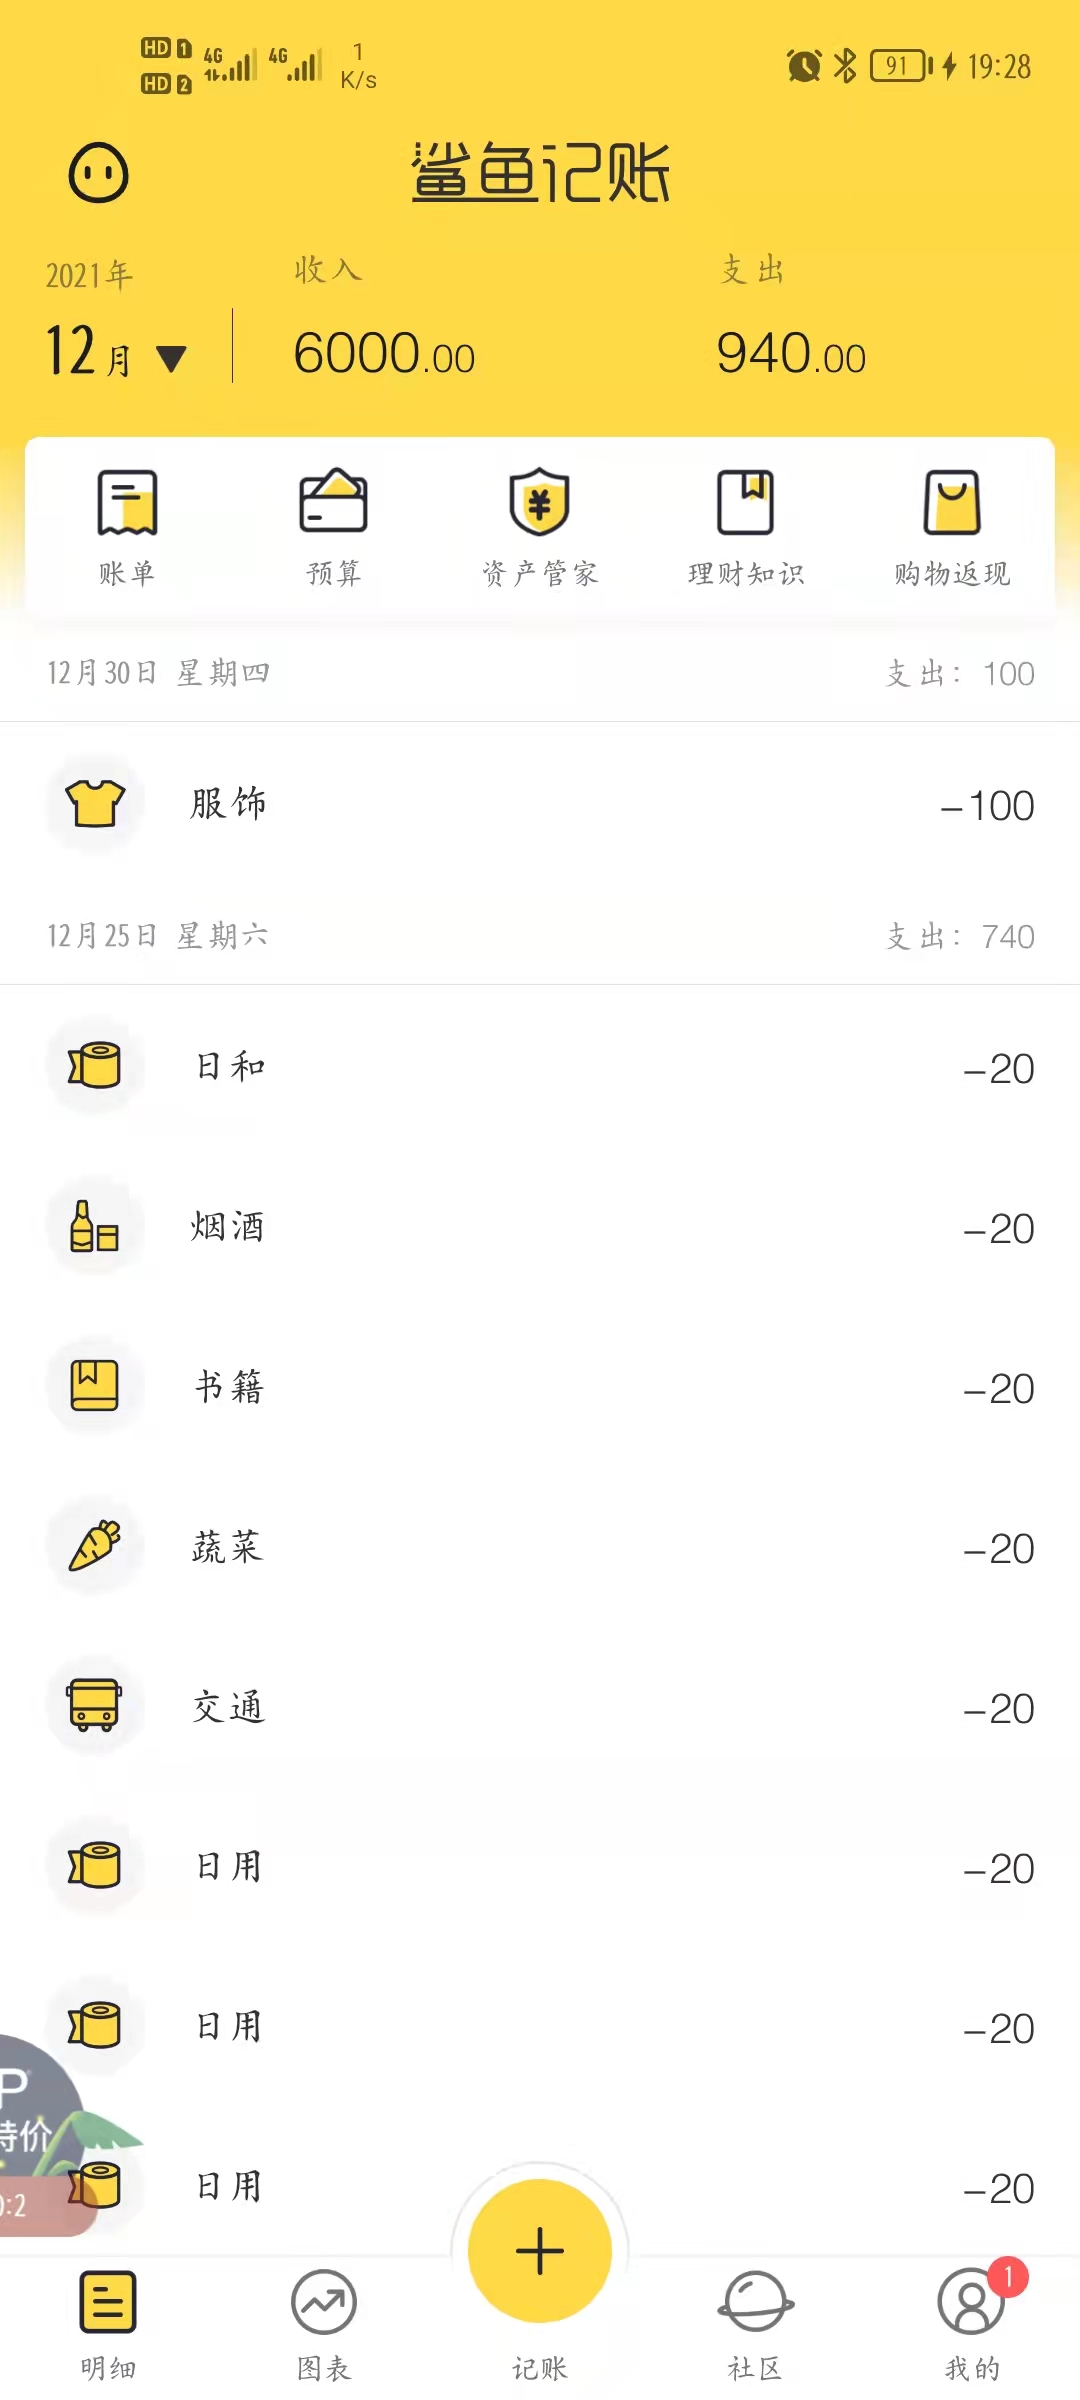 HD 1 4G 4G 1 K/s 91 19:28
HD 2
鲨鱼记账
2021年 收入 支出
12月 6000.00 940.00
账单 预算 资产管家 理财知识 购物返现
12月30日 星期四 支出: 100
服饰 -100
12月25日 星期六 支出: 740
日和 -20
烟酒 -20
书籍 -20
蔬菜 -20
交通 -20
日用 -20
日用 -20
P
特价
日用 -20
0:2
明细 图表 记账 社区 我的 1